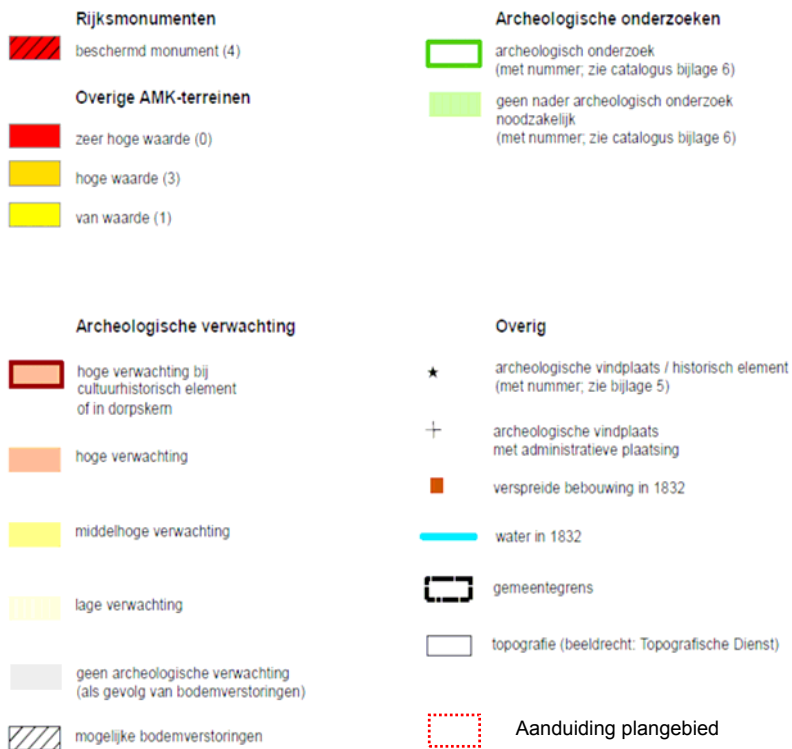 Rijksmonumenten
beschermd monument (4)
Overige AMK-terreinen
zeer hoge waarde (0)
hoge waarde (3)
van waarde (1)
Archeologische onderzoeken
archeologisch onderzoek
(met nummer; zie catalogus bijlage 6)
geen nader archeologisch onderzoek
noodzakelijk
(met nummer; zie catalogus bijlage 6)
Archeologische verwachting
hoge verwachting bij
cultuurhistorisch element
of in dorpskern
hoge verwachting
middelhoge verwachting
lage verwachting
geen archeologische verwachting
(als gevolg van bodemverstoringen)
mogelijke bodemverstoringen
Overig
archeologische vindplaats / historisch element
(met nummer; zie bijlage 5)
archeologische vindplaats
met administratieve plaatsing
verspreide bebouwing in 1832
water in 1832
gemeentegrens
topografie (beeldrecht: Topografische Dienst)
Aanduiding plangebied